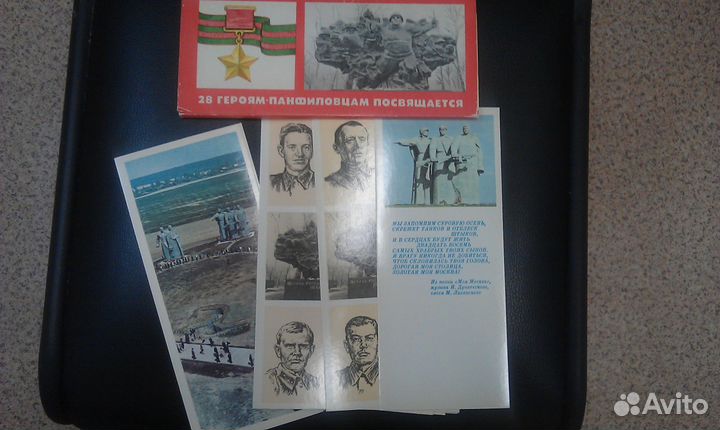 28 ГЕРОЯМ-ПАНФИЛОВЦАМ ПОСВЯЩАЕТСЯ
МЫ ЗАПОМНИМ СУРОВУЮ ОСЕНЬ,
СКРЕЖЕТ ТАНКОВ И ОТБЛЕСК
ШТЫКОВ,
И В СЕРДЦАХ БУДУТ ЖИТЬ
ДВАДЦАТЬ ВОСЕМЬ
САМЫХ ХРАБРЫХ ТВОИХ СЫНОВ.
И ВРАГУ НИКОГДА НЕ ДОБИТЬСЯ,
ЧТОБ СКЛОНИЛАСЬ ТВОЯ ГОЛОВА,
ДОРОГАЯ МОЯ СТОЛИЦА,
ЗОЛОТАЯ МОЯ МОСКВА!
Из песни «Моя Москва»,
музыка И. Дунаевского,
слова М. Лисянского
Avito